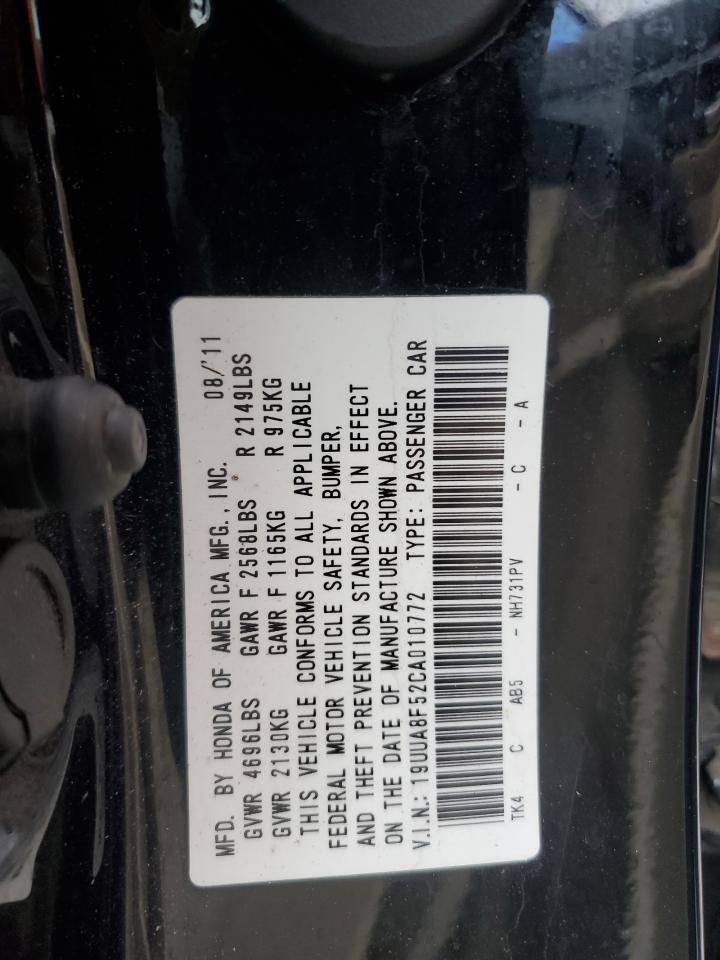 MFD. BY HONDA OF AMERICA MFG., INC. 08/'11
GVWR 4696LBS GAWR F 2568LBS R 2149LBS
GVWR 2130KG GAWR F 1165KG R 975KG
THIS VEHICLE CONFORMS TO ALL APPLICABLE
FEDERAL MOTOR VEHICLE SAFETY, BUMPER,
AND THEFT PREVENTION STANDARDS IN EFFECT
ON THE DATE OF MANUFACTURE SHOWN ABOVE.
V.I.N.: 19UUA8F52CA010772 TYPE: PASSENGER CAR
TK4 C AB5 - NH731PV - C - A